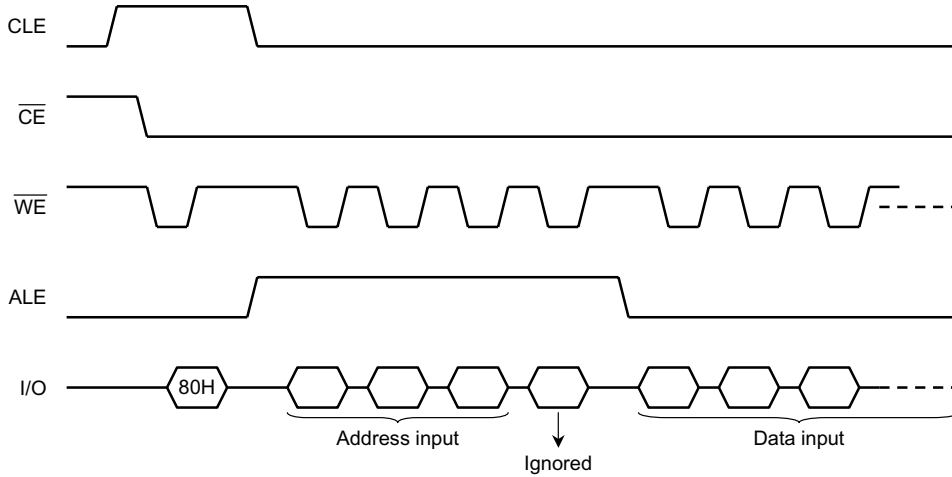 CLE
CE
WE
ALE
I/O
80H
Address input
Data input
Ignored